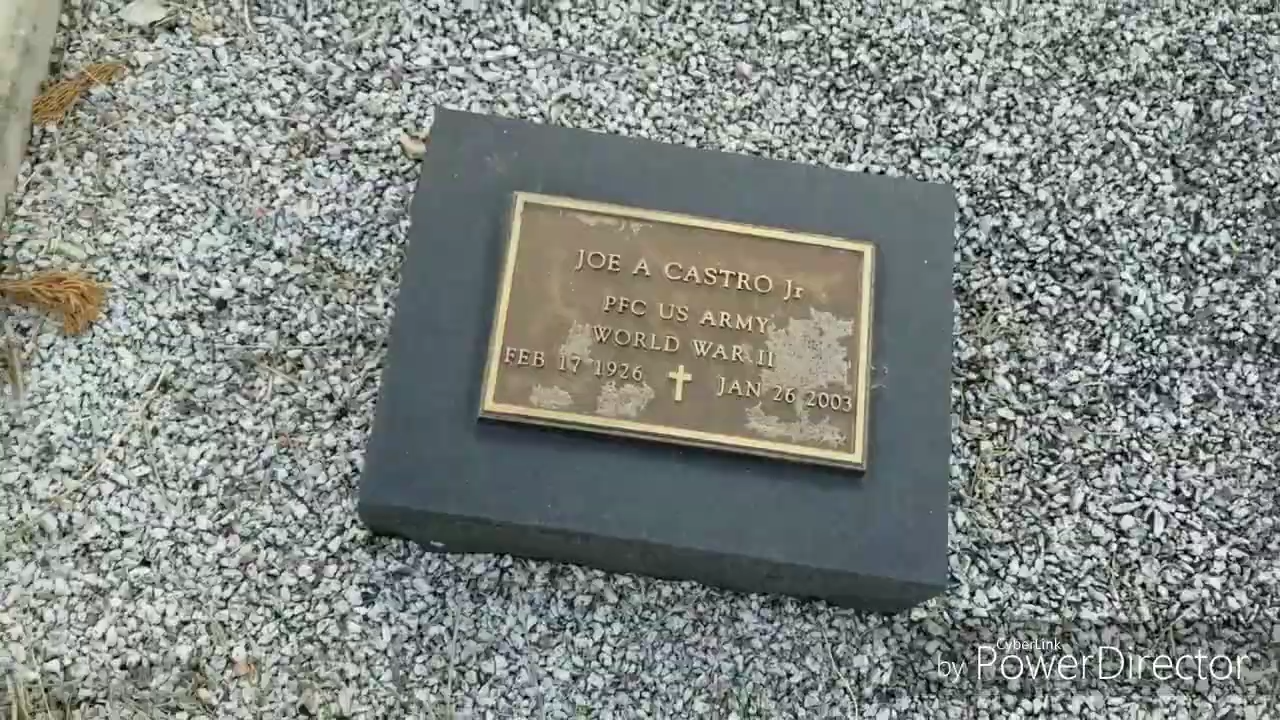 JOE A CASTRO Jr
PFC US ARMY
WORLD WAR II
FEB 17 1926 JAN 26 2003
CyberLink
by PowerDirector